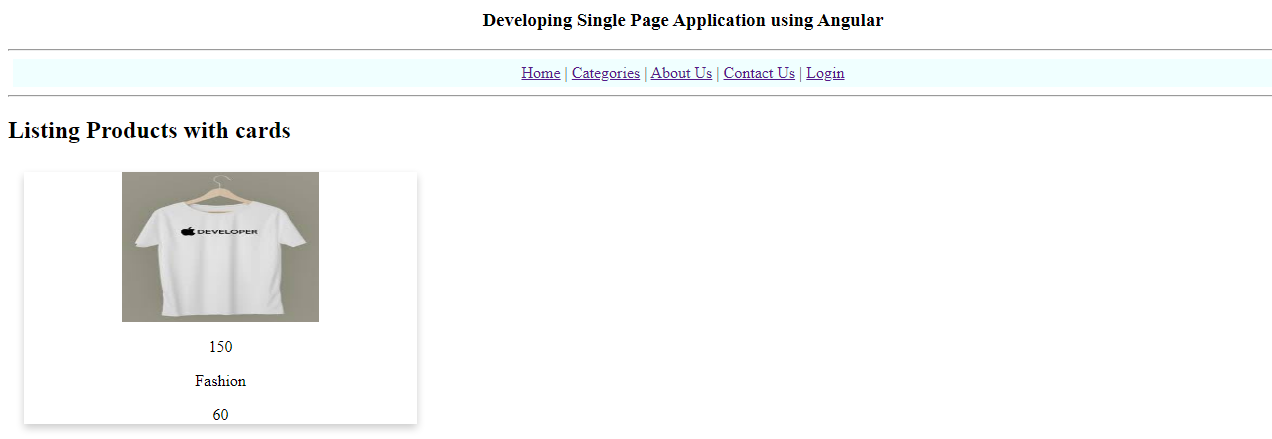 Developing Single Page Application using Angular
Home | Categories | About Us | Contact Us | Login
Listing Products with cards
DEVELOPER
150
Fashion
60